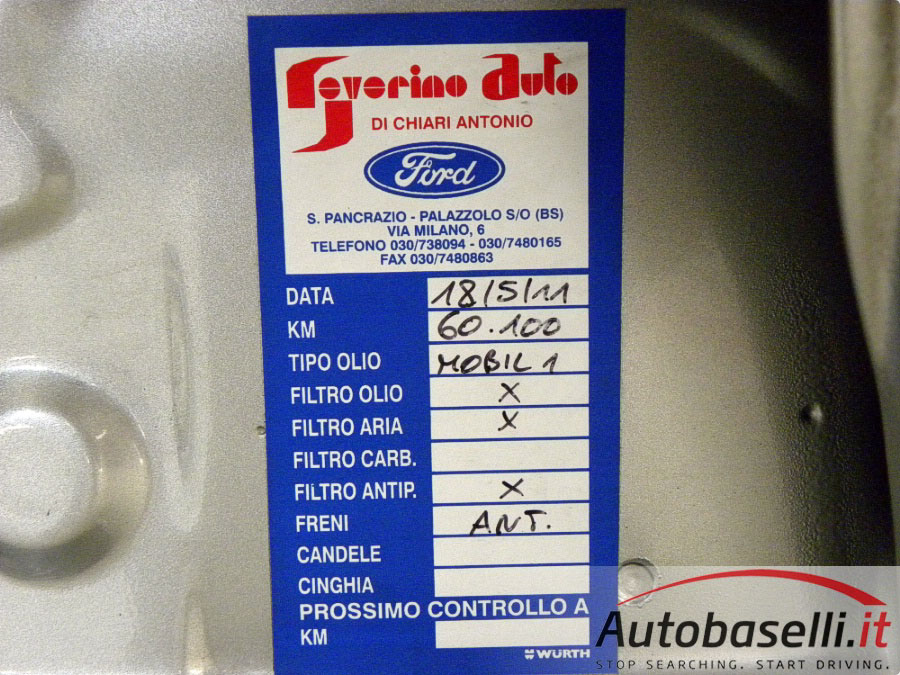 Severino Auto
DI CHIARI ANTONIO
Ford
S. PANCRAZIO - PALAZZOLO S/O (BS)
VIA MILANO, 6
TELEFONO 030/738094 - 030/7480165
FAX 030/7480863
DATA 18/5/11
KM 60.100
TIPO OLIO MOBIL 1
FILTRO OLIO X
FILTRO ARIA X
FILTRO CARB.
FILTRO ANTIP. X
FRENI ANT.
CANDELE
CINGHIA
PROSSIMO CONTROLLO A
KM
WÜRTH
Autobaselli.it
STOP SEARCHING. START DRIVING.